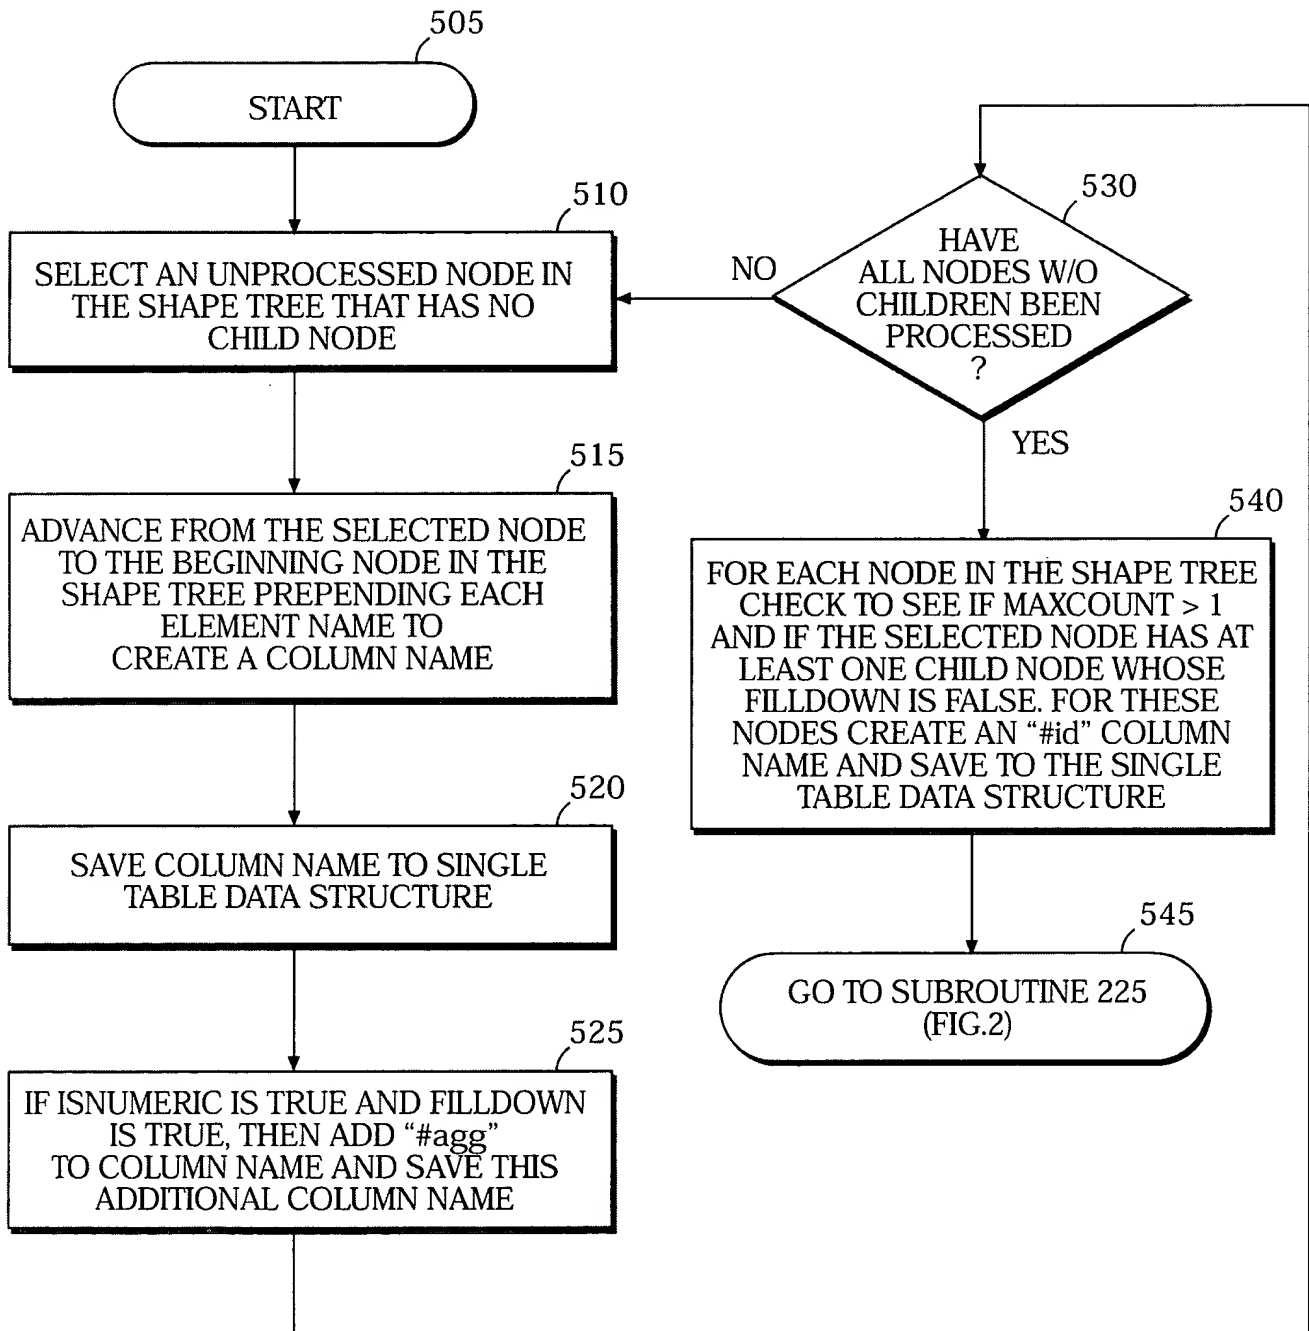 505
START
510
SELECT AN UNPROCESSED NODE IN
THE SHAPE TREE THAT HAS NO
CHILD NODE
515
ADVANCE FROM THE SELECTED NODE
TO THE BEGINNING NODE IN THE
SHAPE TREE PREPENDING EACH
ELEMENT NAME TO
CREATE A COLUMN NAME
520
SAVE COLUMN NAME TO SINGLE
TABLE DATA STRUCTURE
525
IF ISNUMERIC IS TRUE AND FILLDOWN
IS TRUE, THEN ADD “#agg”
TO COLUMN NAME AND SAVE THIS
ADDITIONAL COLUMN NAME
530
HAVE
ALL NODES W/O
CHILDREN BEEN
PROCESSED
?
NO
YES
540
FOR EACH NODE IN THE SHAPE TREE
CHECK TO SEE IF MAXCOUNT > 1
AND IF THE SELECTED NODE HAS AT
LEAST ONE CHILD NODE WHOSE
FILLDOWN IS FALSE. FOR THESE
NODES CREATE AN “#id” COLUMN
NAME AND SAVE TO THE SINGLE
TABLE DATA STRUCTURE
545
GO TO SUBROUTINE 225
(FIG.2)